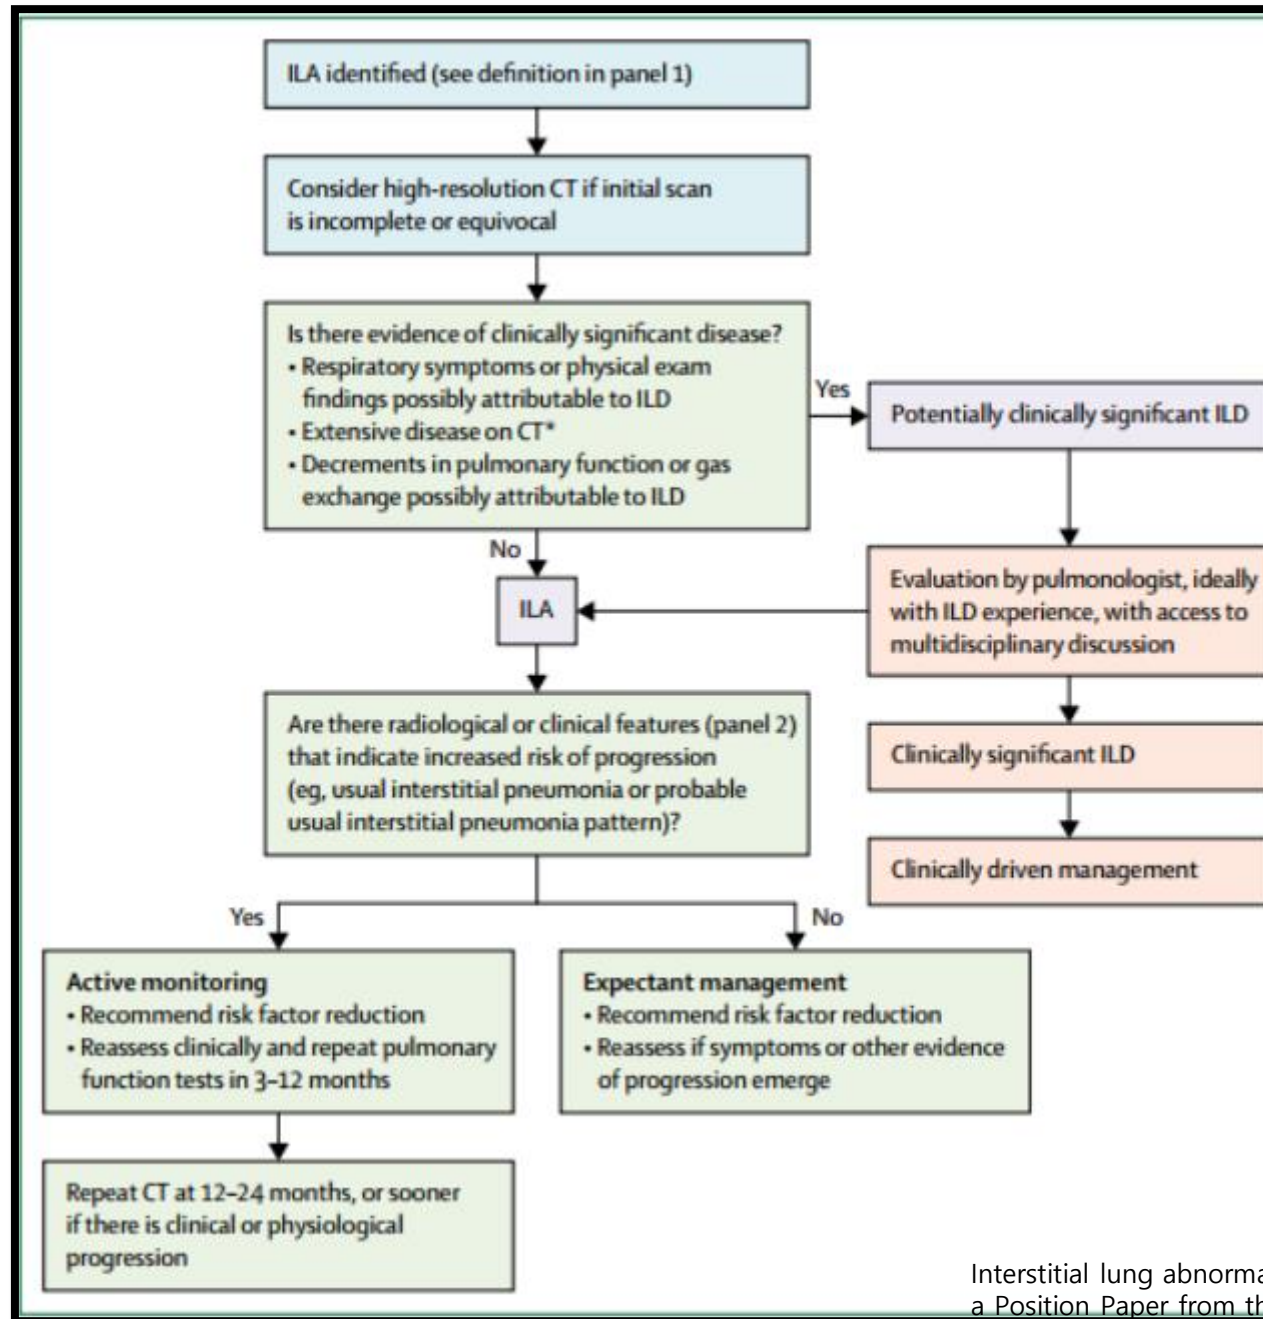 ILA identified (see definition in panel 1)
Consider high-resolution CT if initial scan
is incomplete or equivocal
Is there evidence of clinically significant disease?
• Respiratory symptoms or physical exam
findings possibly attributable to ILD
• Extensive disease on CT*
• Decrements in pulmonary function or gas
exchange possibly attributable to ILD
Yes
Potentially clinically significant ILD
No
ILA
Evaluation by pulmonologist, ideally
with ILD experience, with access to
multidisciplinary discussion
Are there radiological or clinical features (panel 2)
that indicate increased risk of progression
(eg, usual interstitial pneumonia or probable
usual interstitial pneumonia pattern)?
Clinically significant ILD
Clinically driven management
Yes
No
Active monitoring
• Recommend risk factor reduction
• Reassess clinically and repeat pulmonary
function tests in 3–12 months
Expectant management
• Recommend risk factor reduction
• Reassess if symptoms or other evidence
of progression emerge
Repeat CT at 12–24 months, or sooner
if there is clinical or physiological
progression
Interstitial lung abnorma
a Position Paper from th